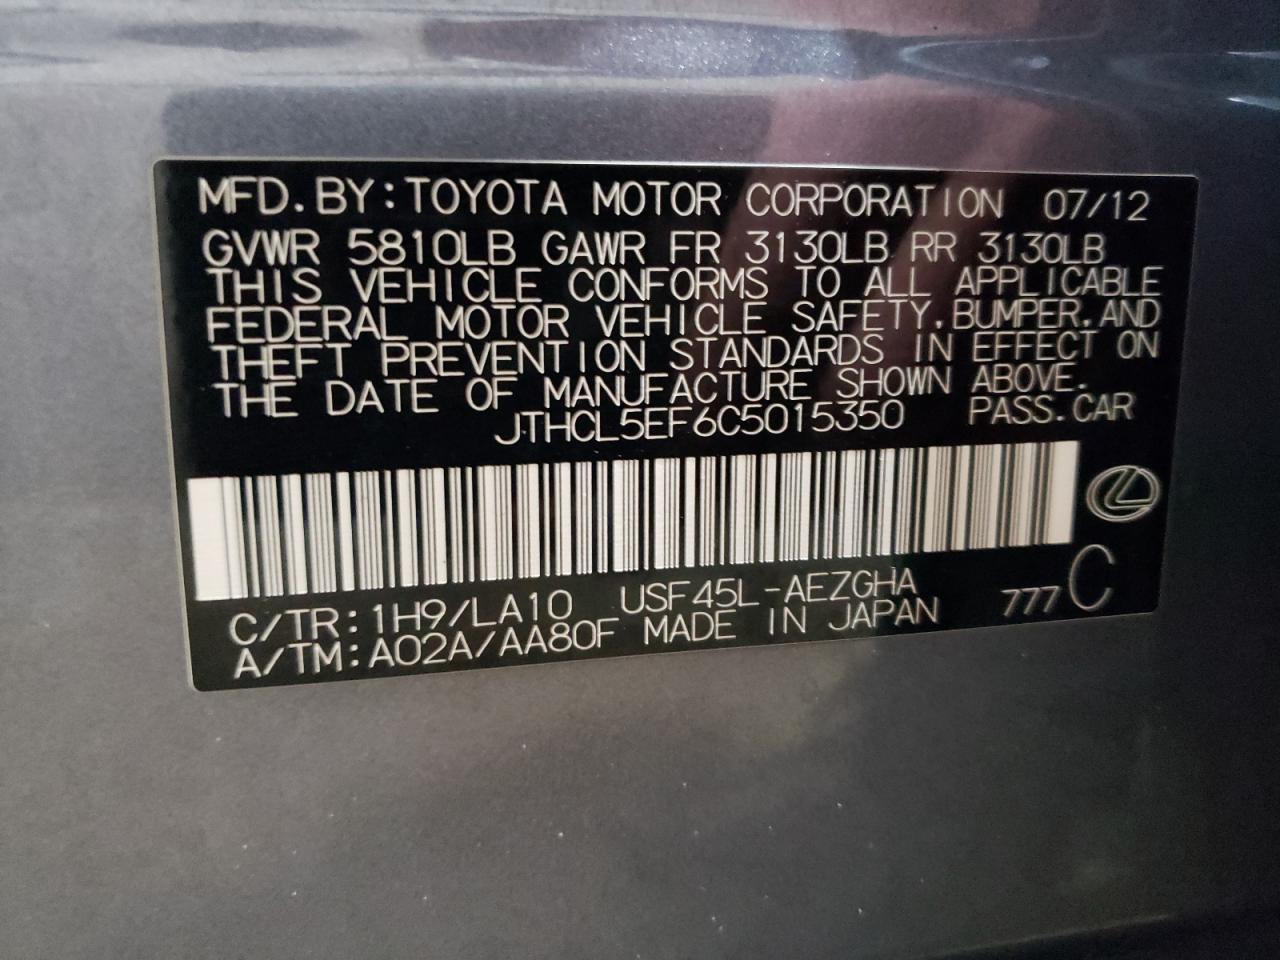 MFD. BY: TOYOTA MOTOR CORPORATION 07/12
GVWR 5810LB GAWR FR 3130LB RR 3130LB
THIS VEHICLE CONFORMS TO ALL APPLICABLE
FEDERAL MOTOR VEHICLE SAFETY, BUMPER, AND
THEFT PREVENTION STANDARDS IN EFFECT ON
THE DATE OF MANUFACTURE SHOWN ABOVE.
JTHCL5EF6C5015350 PASS. CAR
C/TR: 1H9/LA10 USF45L-AEZGHA
A/TM: A02A/AA80F MADE IN JAPAN 777 C